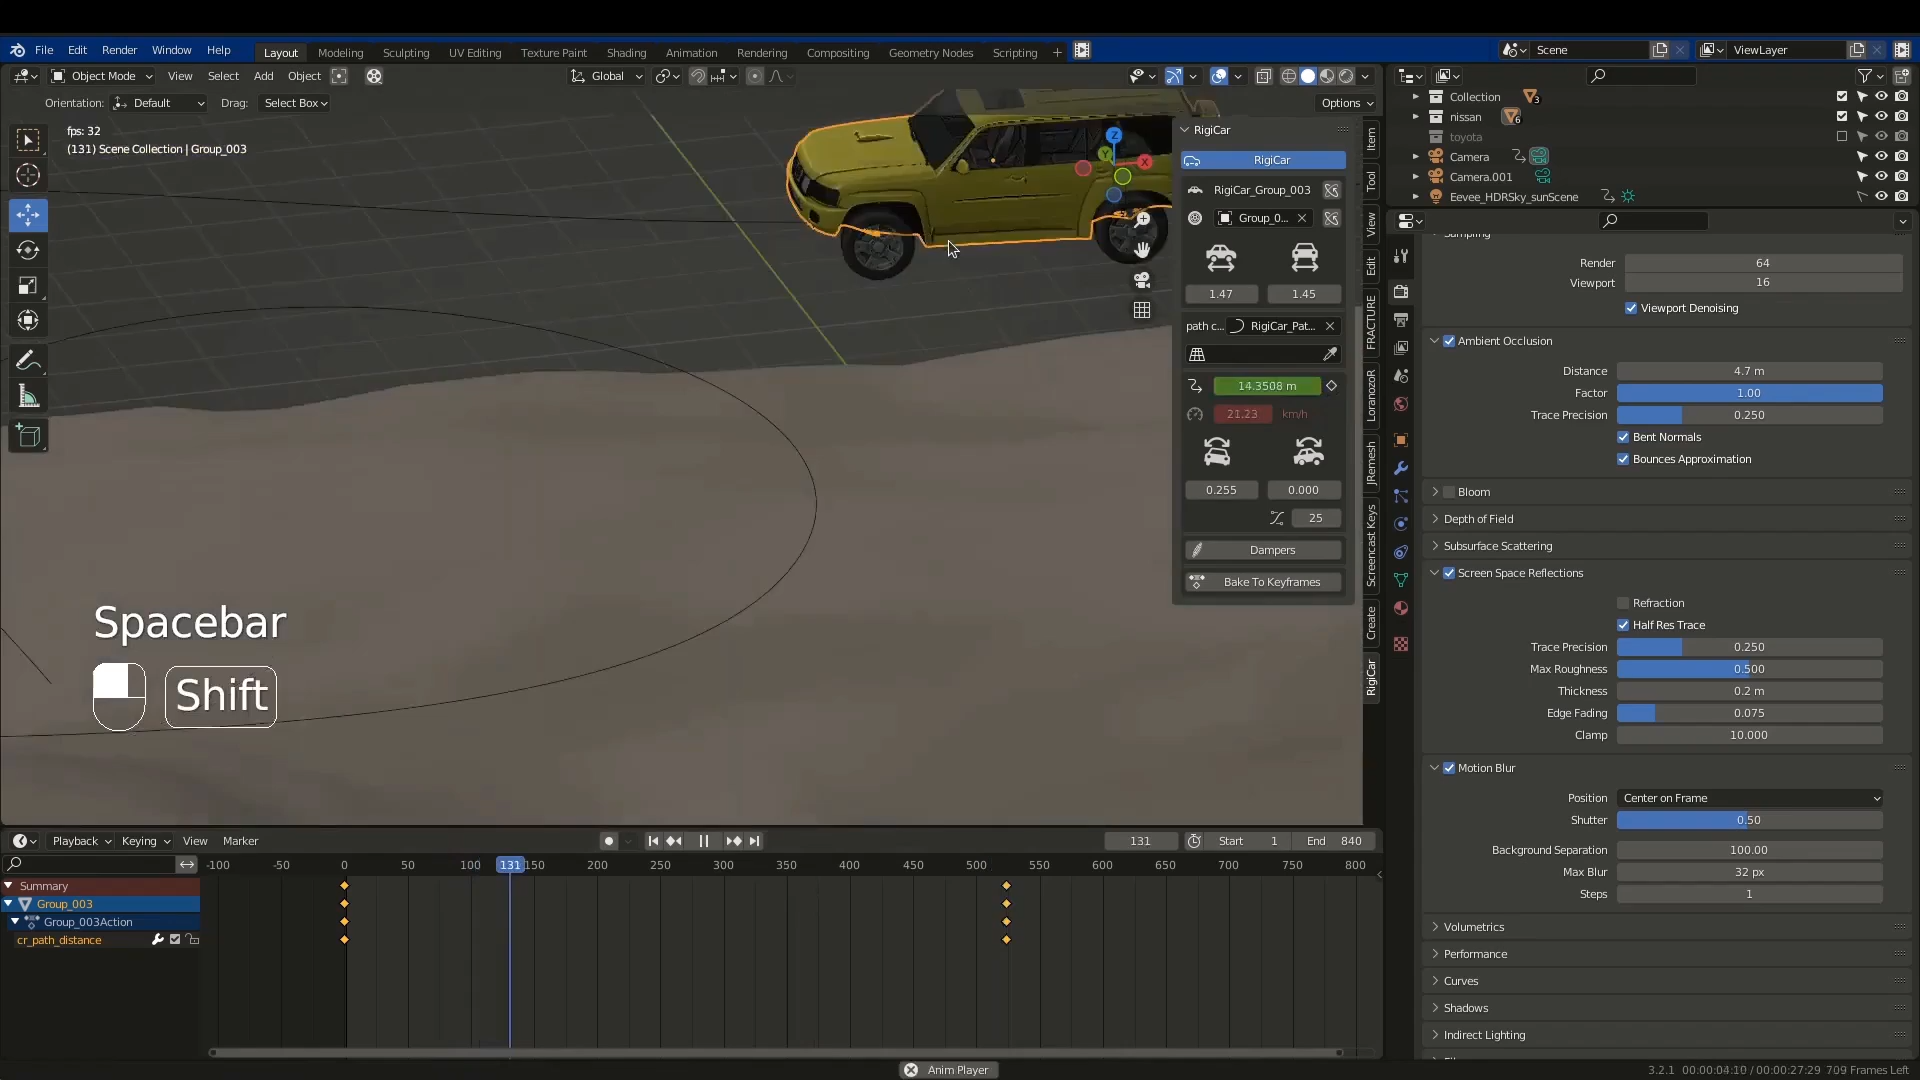 File Edit Render Window Help Layout Modeling Sculpting UV Editing Texture Paint Shading Animation Rendering Compositing Geometry Nodes Scripting + Scene ViewLayer
Object Mode View Select Add Object Global
Orientation: Default Drag: Select Box Options
fps: 32
(131) Scene Collection | Group_003
Z
Y
X
RigiCar
RigiCar
RigiCar_Group_003
Group_0...
1.47 1.45
path c... RigiCar_Pat...
14.3508 m
21.23 km/h
0.255 0.000
25
Dampers
Bake To Keyframes
Item
Tool
View
Edit
FRACTURE
LoranozoR
JRemesh
Screencast Keys
Create
RigiCar
Collection 3
nissan 6
toyota
Camera
Camera.001
Eevee_HDRSky_sunScene
Sampling
Render 64
Viewport 16
Viewport Denoising
Ambient Occlusion
Distance 4.7 m
Factor 1.00
Trace Precision 0.250
Bent Normals
Bounces Approximation
Bloom
Depth of Field
Subsurface Scattering
Screen Space Reflections
Refraction
Half Res Trace
Trace Precision 0.250
Max Roughness 0.500
Thickness 0.2 m
Edge Fading 0.075
Clamp 10.000
Motion Blur
Position Center on Frame
Shutter 0.50
Background Separation 100.00
Max Blur 32 px
Steps 1
Volumetrics
Performance
Curves
Shadows
Indirect Lighting
Spacebar
Shift
Playback Keying View Marker 131 Start 1 End 840
-100 -50 0 50 100 131 150 200 250 300 350 400 450 500 550 600 650 700 750 800
Summary
Group_003
Group_003Action
cr_path_distance
Anim Player
3.2.1 00:00:04:10 / 00:00:27:29 709 Frames Left